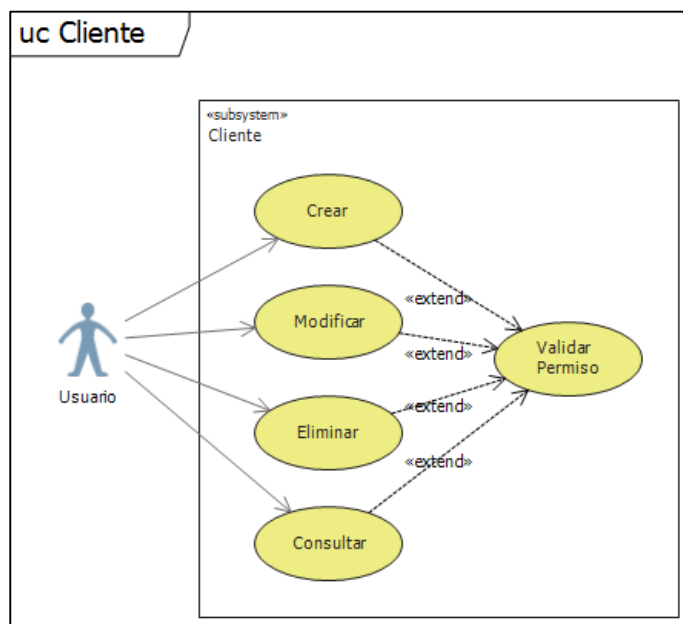 uc Cliente
«subsystem»
Cliente
Crear
«extend»
Modificar
«extend»
Validar
Permiso
Usuario
«extend»
Eliminar
«extend»
Consultar